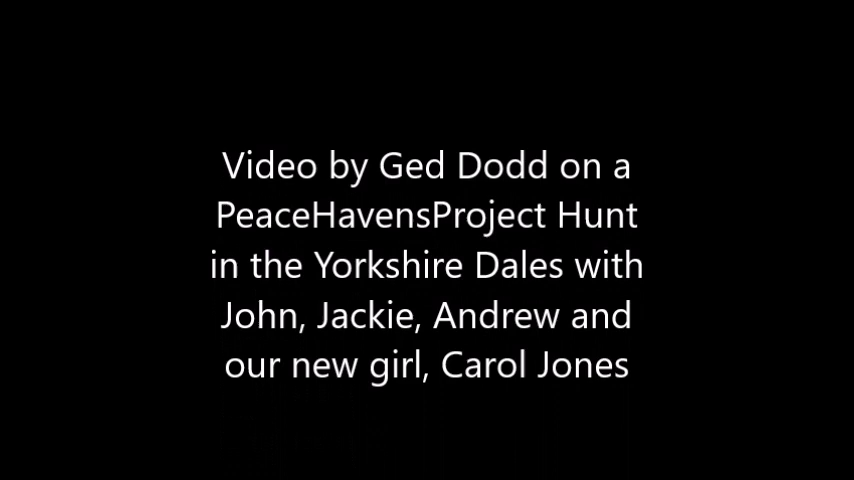 Video by Ged Dodd on a
PeaceHavensProject Hunt
in the Yorkshire Dales with
John, Jackie, Andrew and
our new girl, Carol Jones